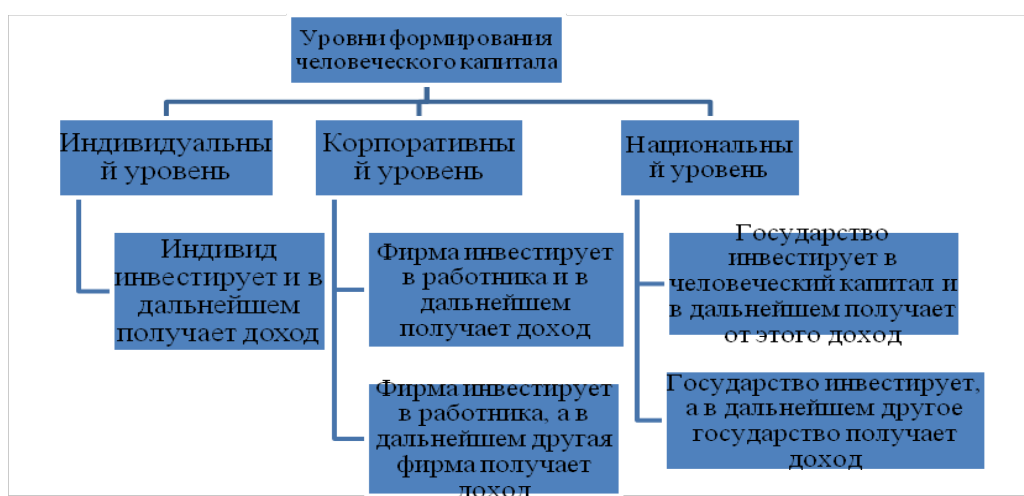 Уровни формирования
человеческого капитала
Индивидуальны
й уровень
Корпоративны
й уровень
Национальны
й уровень
Индивид
инвестирует и в
дальнейшем
получает доход
Фирма инвестирует
в работника и в
дальнейшем
получает доход
Государство
инвестирует в
человеческий капитал и
в дальнейшем получает
от этого доход
Фирма инвестирует
в работника, а в
дальнейшем другая
фирма получает
доход
Государство инвестирует,
а в дальнейшем другое
государство получает
доход